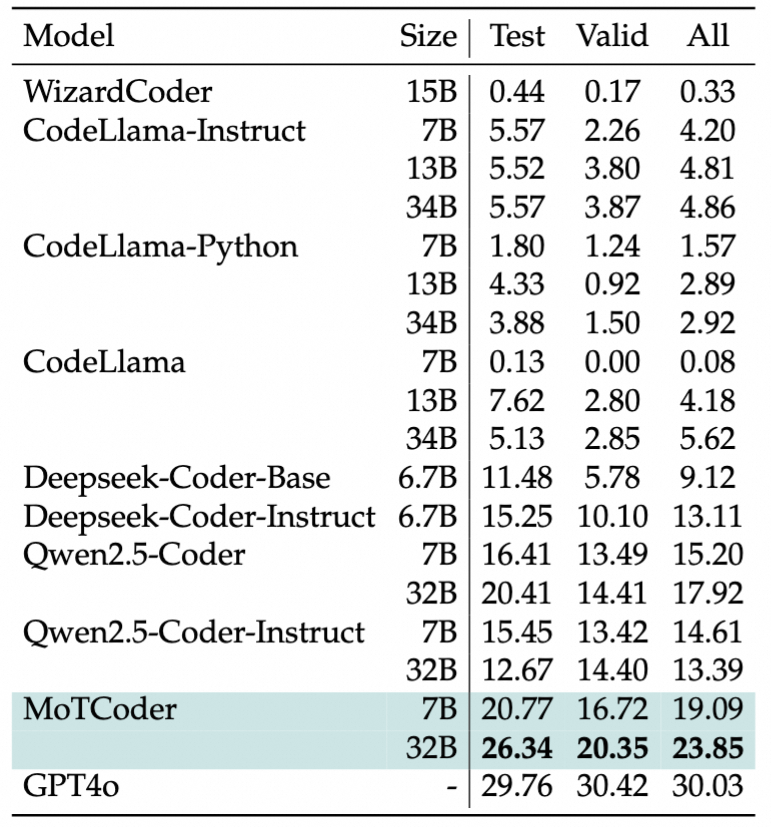 Model Size Test Valid All
WizardCoder 15B 0.44 0.17 0.33
CodeLlama-Instruct 7B 5.57 2.26 4.20
13B 5.52 3.80 4.81
34B 5.57 3.87 4.86
CodeLlama-Python 7B 1.80 1.24 1.57
13B 4.33 0.92 2.89
34B 3.88 1.50 2.92
CodeLlama 7B 0.13 0.00 0.08
13B 7.62 2.80 4.18
34B 5.13 2.85 5.62
Deepseek-Coder-Base 6.7B 11.48 5.78 9.12
Deepseek-Coder-Instruct 6.7B 15.25 10.10 13.11
Qwen2.5-Coder 7B 16.41 13.49 15.20
32B 20.41 14.41 17.92
Qwen2.5-Coder-Instruct 7B 15.45 13.42 14.61
32B 12.67 14.40 13.39
MoTCoder 7B 20.77 16.72 19.09
32B 26.34 20.35 23.85
GPT4o - 29.76 30.42 30.03